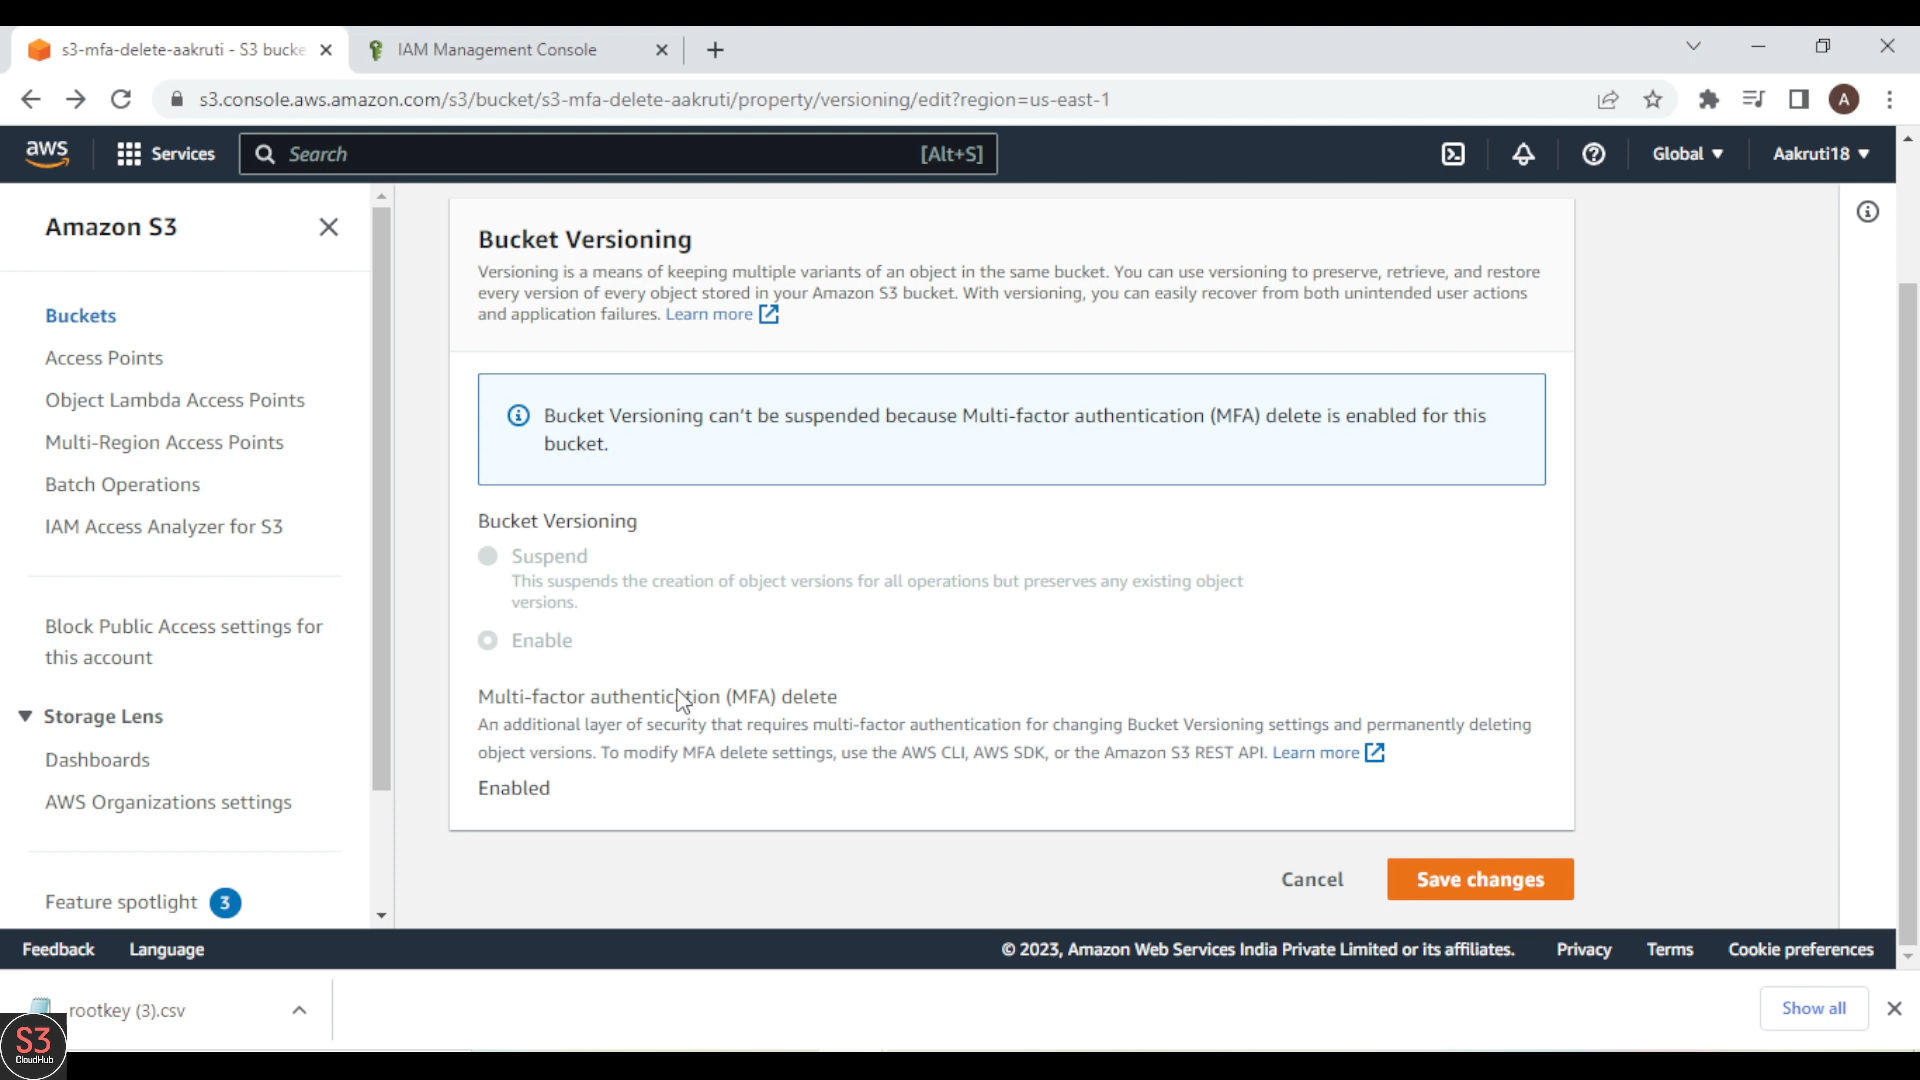 s3-mfa-delete-aakruti - S3 bucke
IAM Management Console
s3.console.aws.amazon.com/s3/bucket/s3-mfa-delete-aakruti/property/versioning/edit?region=us-east-1
A
aws
Services
Search
[Alt+S]
Global
Aakruti18
Amazon S3
Buckets
Access Points
Object Lambda Access Points
Multi-Region Access Points
Batch Operations
IAM Access Analyzer for S3
Block Public Access settings for
this account
Storage Lens
Dashboards
AWS Organizations settings
Feature spotlight 3
Bucket Versioning
Versioning is a means of keeping multiple variants of an object in the same bucket. You can use versioning to preserve, retrieve, and restore
every version of every object stored in your Amazon S3 bucket. With versioning, you can easily recover from both unintended user actions
and application failures. Learn more
Bucket Versioning can't be suspended because Multi-factor authentication (MFA) delete is enabled for this
bucket.
Bucket Versioning
Suspend
This suspends the creation of object versions for all operations but preserves any existing object
versions.
Enable
Multi-factor authentication (MFA) delete
An additional layer of security that requires multi-factor authentication for changing Bucket Versioning settings and permanently deleting
object versions. To modify MFA delete settings, use the AWS CLI, AWS SDK, or the Amazon S3 REST API. Learn more
Enabled
Cancel
Save changes
Feedback
Language
© 2023, Amazon Web Services India Private Limited or its affiliates.
Privacy
Terms
Cookie preferences
rootkey (3).csv
Show all
S3
CloudHub